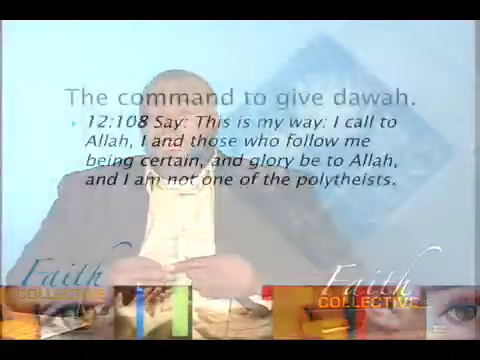 The command to give dawah.
12:108 Say: This is my way: I call to
Allah, I and those who follow me
being certain, and glory be to Allah,
and I am not one of the polytheists.
Faith
COLLECTIVE
Faith
COLLECTIVE